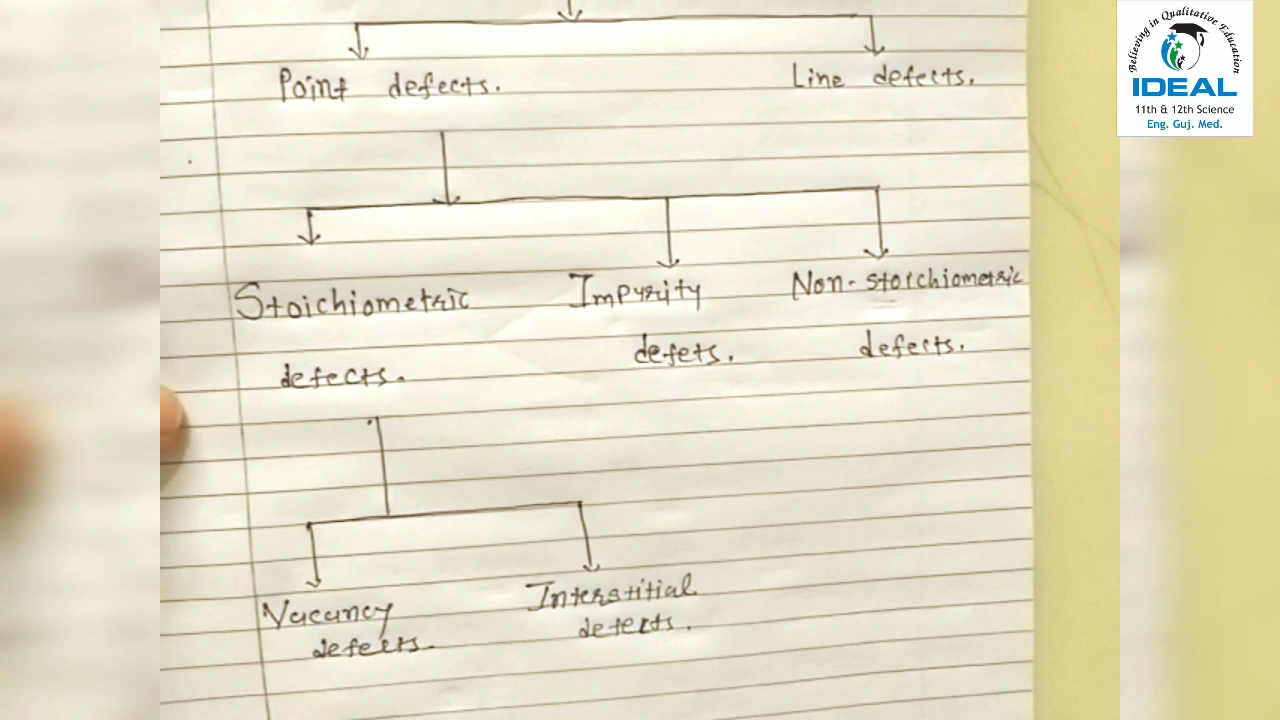 Believing in Qualitative Education
IDEAL
11th & 12th Science
Eng. Guj. Med.
Point defects. Line defects.
Stoichiometric Impurity Non-stoichiometric
defects. defets. defects.
Vacancy Interstitial
defects. defects.